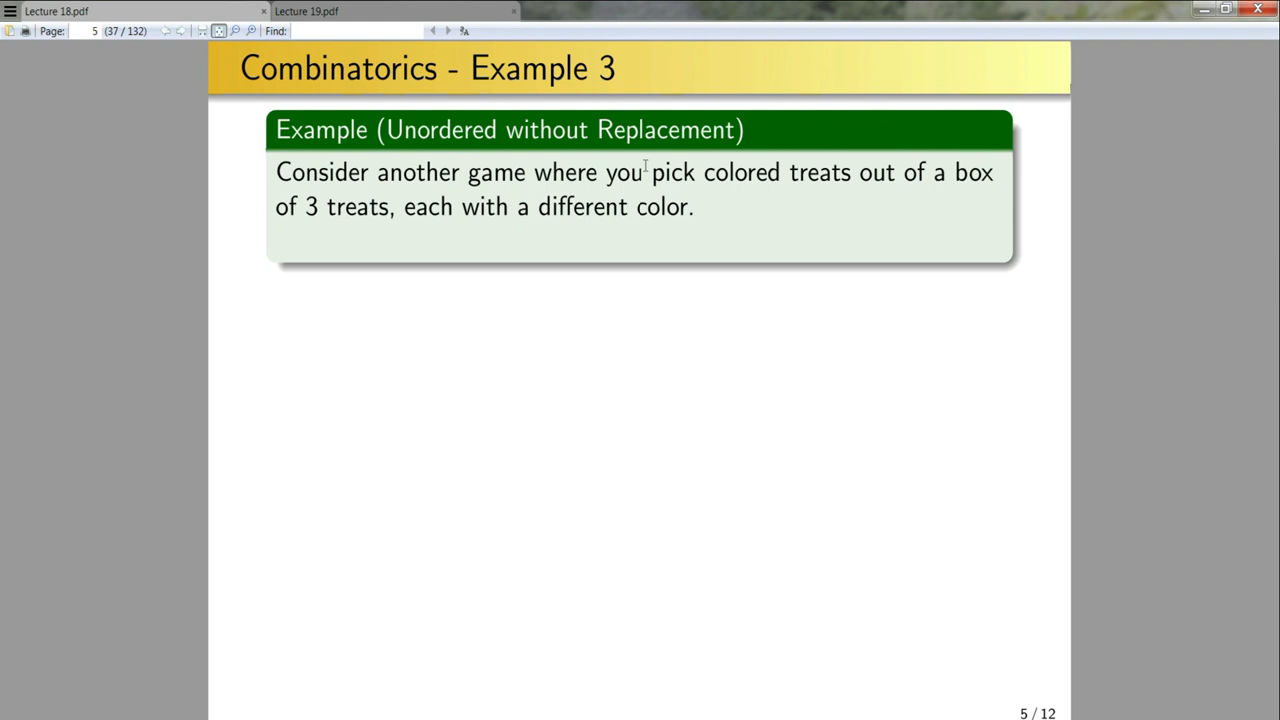 Lecture 18.pdf
Lecture 19.pdf
Page: 5 (37 / 132) Find:
Combinatorics - Example 3
Example (Unordered without Replacement)
Consider another game where you pick colored treats out of a box
of 3 treats, each with a different color.
5 / 12